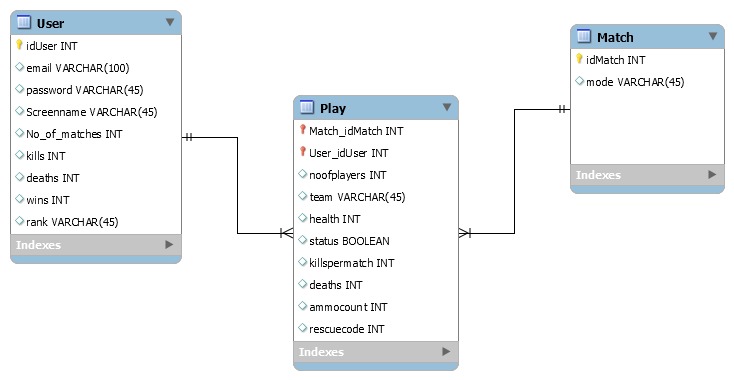 User
idUser INT
email VARCHAR(100)
password VARCHAR(45)
Screenname VARCHAR(45)
No_of_matches INT
kills INT
deaths INT
wins INT
rank VARCHAR(45)
Indexes
Play
Match_idMatch INT
User_idUser INT
noofplayers INT
team VARCHAR(45)
health INT
status BOOLEAN
killspermatch INT
deaths INT
ammocount INT
rescuecode INT
Indexes
Match
idMatch INT
mode VARCHAR(45)
Indexes